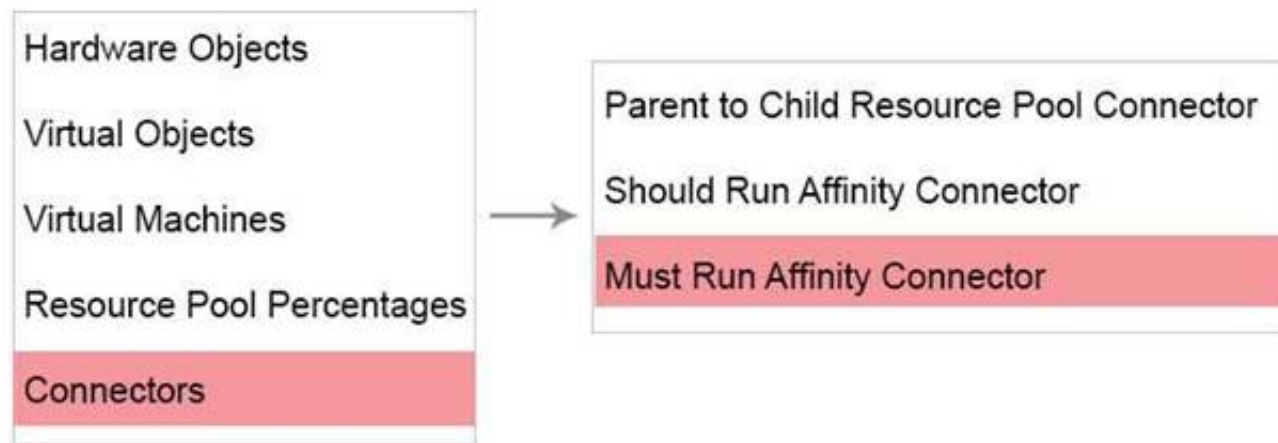 Hardware Objects
Virtual Objects
Virtual Machines
Resource Pool Percentages
Connectors
Parent to Child Resource Pool Connector
Should Run Affinity Connector
Must Run Affinity Connector